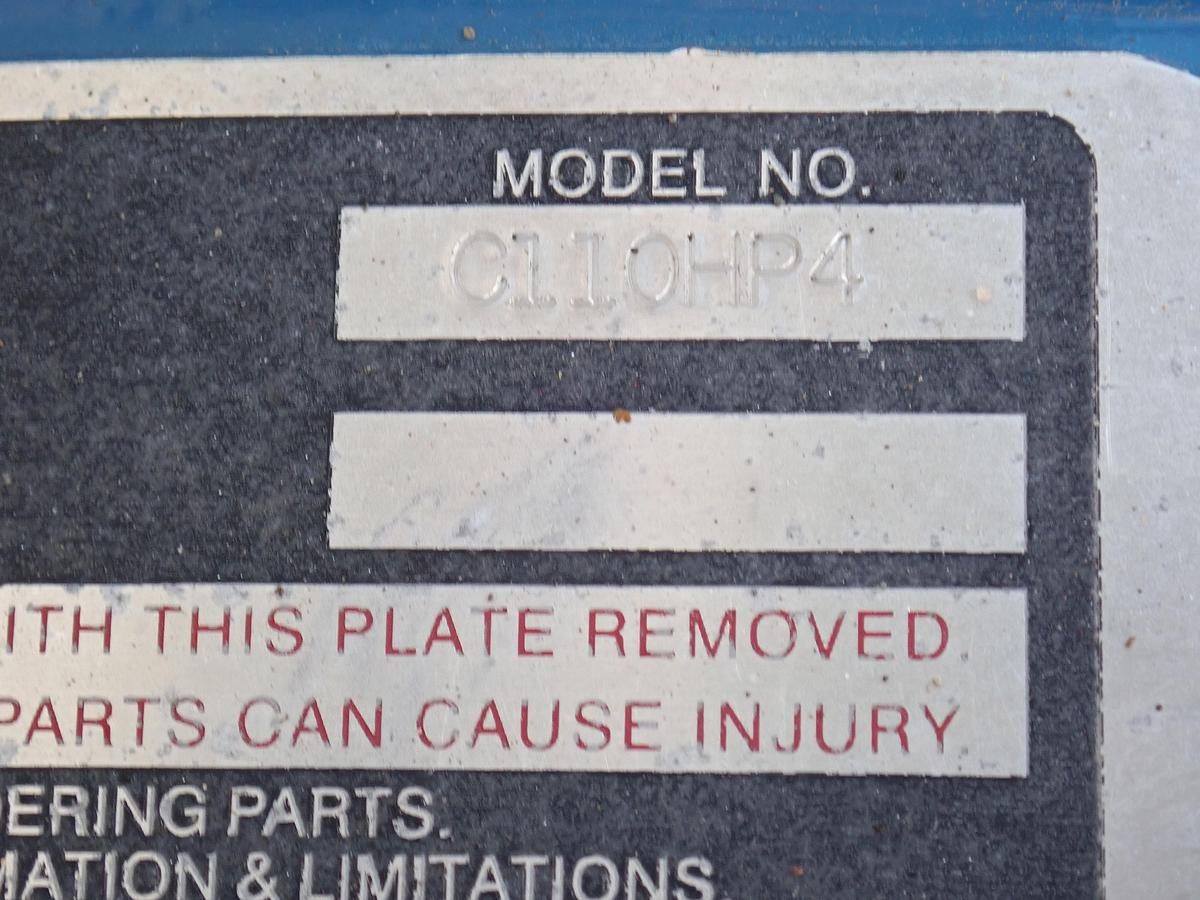 MODEL NO.
C110HP4
ITH THIS PLATE REMOVED.
PARTS CAN CAUSE INJURY
DERING PARTS.
MATION & LIMITATIONS.